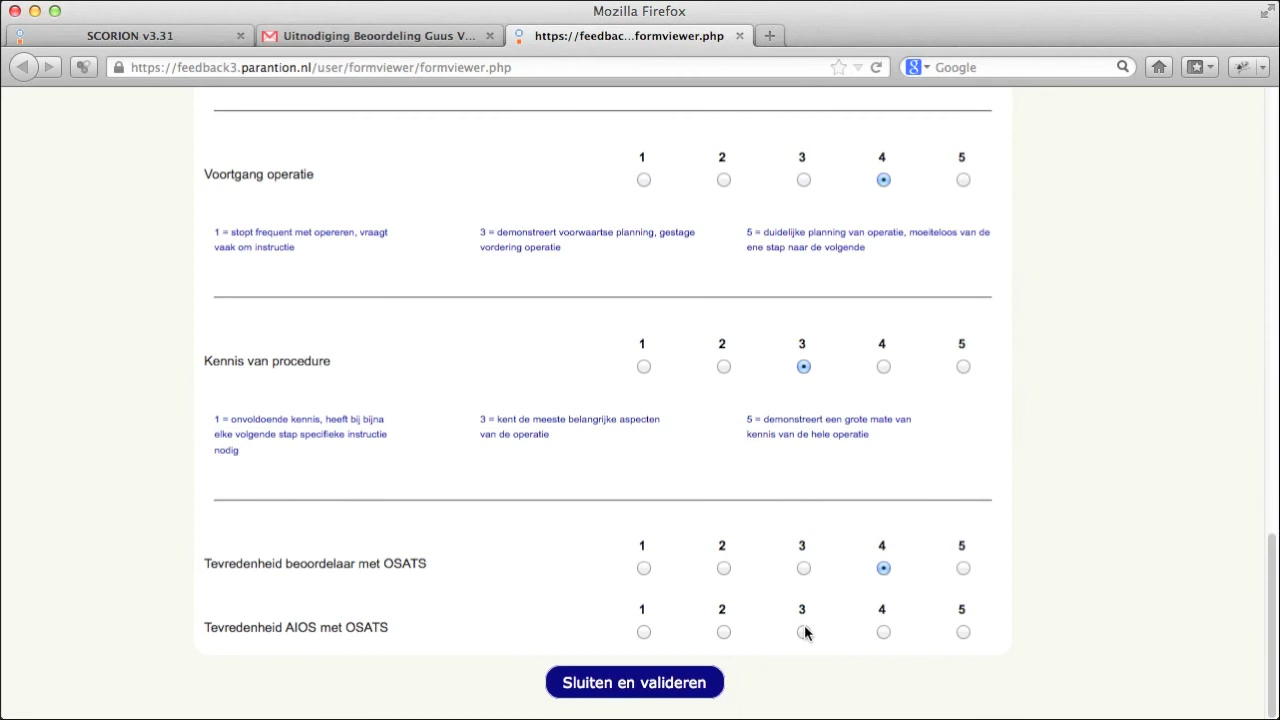 Mozilla Firefox
SCORION v3.31
Uitnodiging Beoordeling Guus V...
https://feedbac...formviewer.php
https://feedback3.parantion.nl/user/formviewer/formviewer.php
Google
1 2 3 4 5
Voortgang operatie
1 = stopt frequent met opereren, vraagt
vaak om instructie
3 = demonstreert voorwaartse planning, gestage
vordering operatie
5 = duidelijke planning van operatie, moeiteloos van de
ene stap naar de volgende
1 2 3 4 5
Kennis van procedure
1 = onvoldoende kennis, heeft bij bijna
elke volgende stap specifieke instructie
nodig
3 = kent de meeste belangrijke aspecten
van de operatie
5 = demonstreert een grote mate van
kennis van de hele operatie
1 2 3 4 5
Tevredenheid beoordelaar met OSATS
1 2 3 4 5
Tevredenheid AIOS met OSATS
Sluiten en valideren